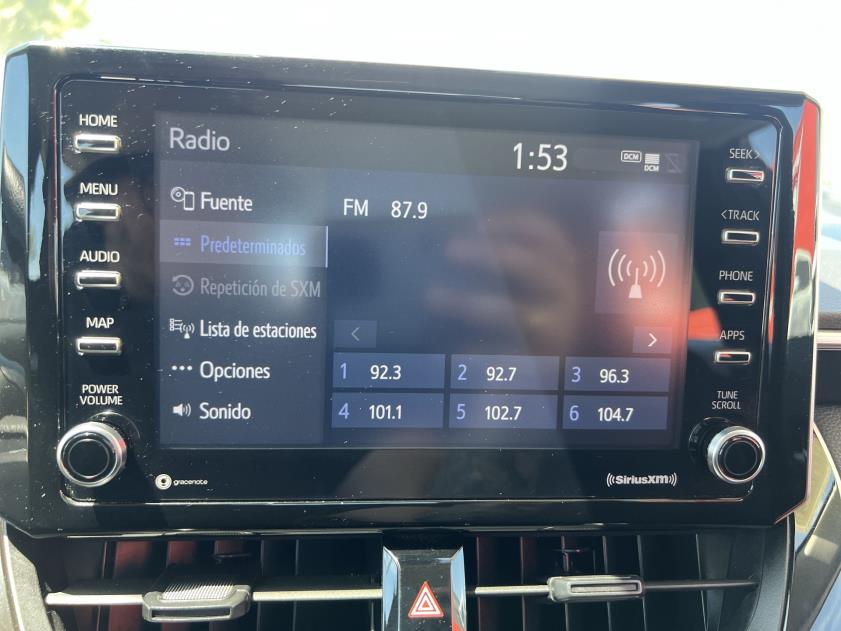 HOME
MENU
AUDIO
MAP
POWER
VOLUME
Radio
1:53
DCM
DCM
Fuente
Predeterminados
Repetición de SXM
Lista de estaciones
Opciones
Sonido
FM 87.9
<
>
1 92.3
2 92.7
3 96.3
4 101.1
5 102.7
6 104.7
SEEK>
<TRACK
PHONE
APPS
TUNE
SCROLL
gracenote
((SiriusXM))